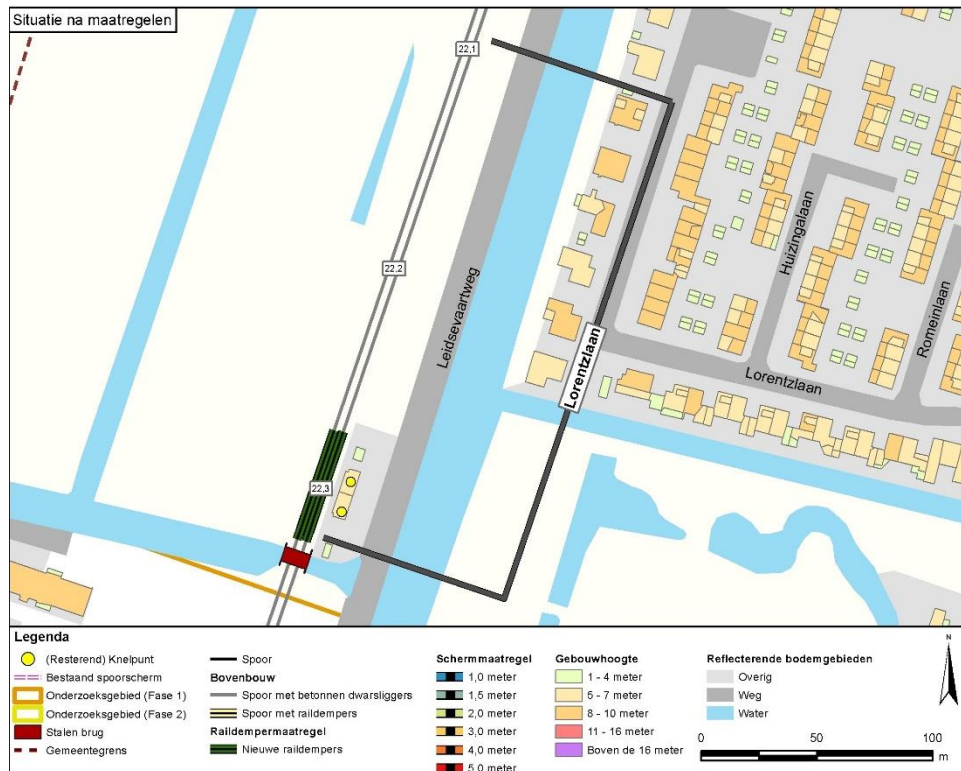 Situatie na maatregelen
22,1
22,2
22,3
Leidsevaartweg
Lorentzlaan
Huizingalaan
Lorentzlaan
Romeinlaan
Legenda
(Resterend) Knelpunt
Bestaand spoorscherm
Onderzoeksgebied (Fase 1)
Onderzoeksgebied (Fase 2)
Stalen brug
Gemeentegrens
Spoor
Bovenbouw
Spoor met betonnen dwarsliggers
Spoor met raildempers
Raildempermaatregel
Nieuwe raildempers
Schermmaatregel
1,0 meter
1,5 meter
2,0 meter
3,0 meter
4,0 meter
5,0 meter
Gebouwhoogte
1 - 4 meter
5 - 7 meter
8 - 10 meter
11 - 16 meter
Boven de 16 meter
Reflecterende bodemgebieden
Overig
Weg
Water
N
0 50 100
m